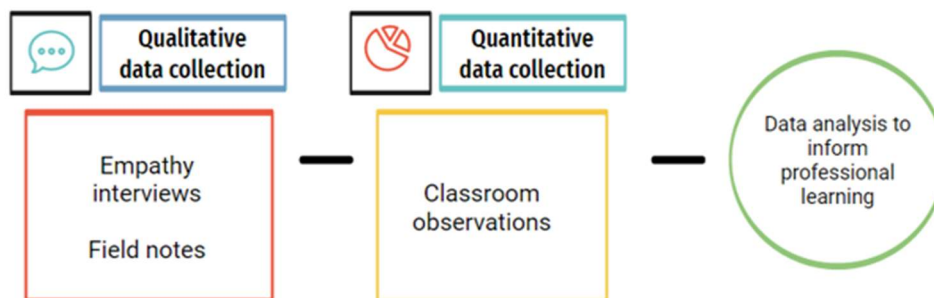 Qualitative
data collection
Quantitative
data collection
Empathy
interviews
Field notes
Classroom
observations
Data analysis to
inform
professional
learning